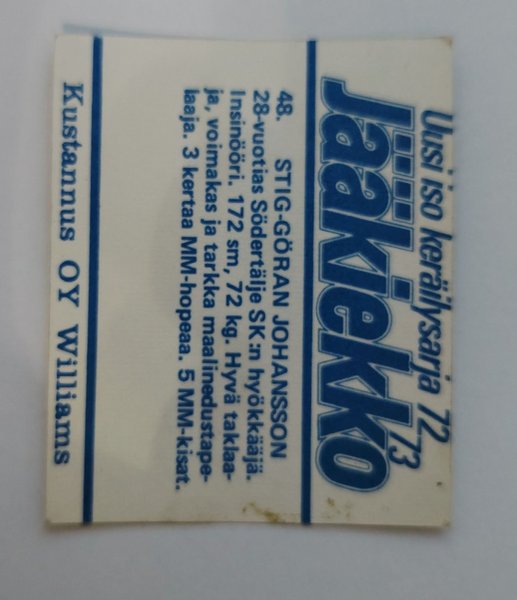 Uusi iso keräilysarja 72
Jääkiekko 73
48. STIG-GÖRAN JOHANSSON
28-vuotias Södertälje SK:n hyökkääjä.
Insinööri. 172 sm, 72 kg. Hyvä taklaa-
ja, voimakas ja tarkka maalinedustape-
laaja. 3 kertaa MM-hopeaa. 5 MM-kisat.
Kustannus OY Williams